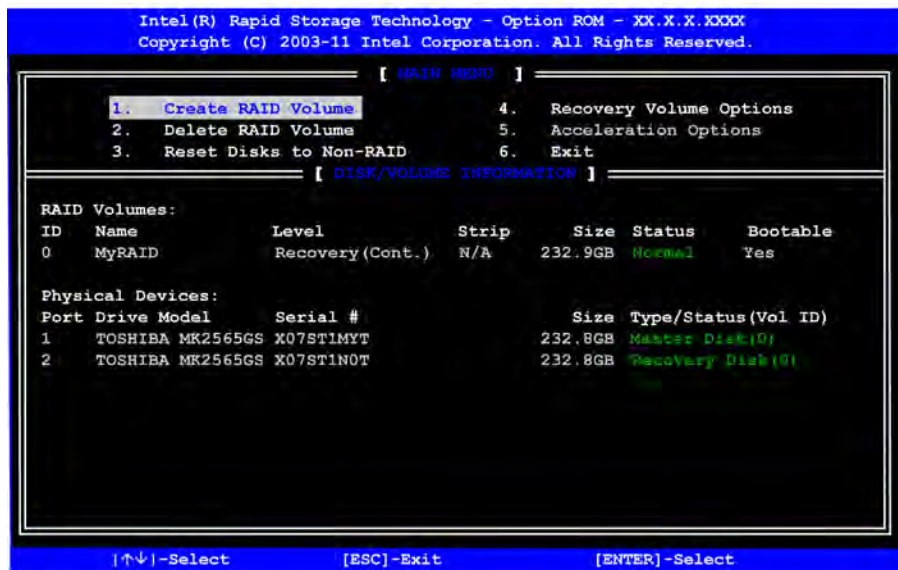 Intel(R) Rapid Storage Technology - Option ROM - XX.X.X.XXXX
Copyright (C) 2003-11 Intel Corporation. All Rights Reserved.
[ MAIN MENU ]
1. Create RAID Volume 4. Recovery Volume Options
2. Delete RAID Volume 5. Acceleration Options
3. Reset Disks to Non-RAID 6. Exit
[ DISK/VOLUME INFORMATION ]
RAID Volumes:
ID Name Level Strip Size Status Bootable
0 MyRAID Recovery(Cont.) N/A 232.9GB Normal Yes
Physical Devices:
Port Drive Model Serial # Size Type/Status(Vol ID)
1 TOSHIBA MK2565GS X07ST1MYT 232.8GB Master Disk(0)
2 TOSHIBA MK2565GS X07ST1N0T 232.8GB Recovery Disk(0)
[↑↓]-Select [ESC]-Exit [ENTER]-Select